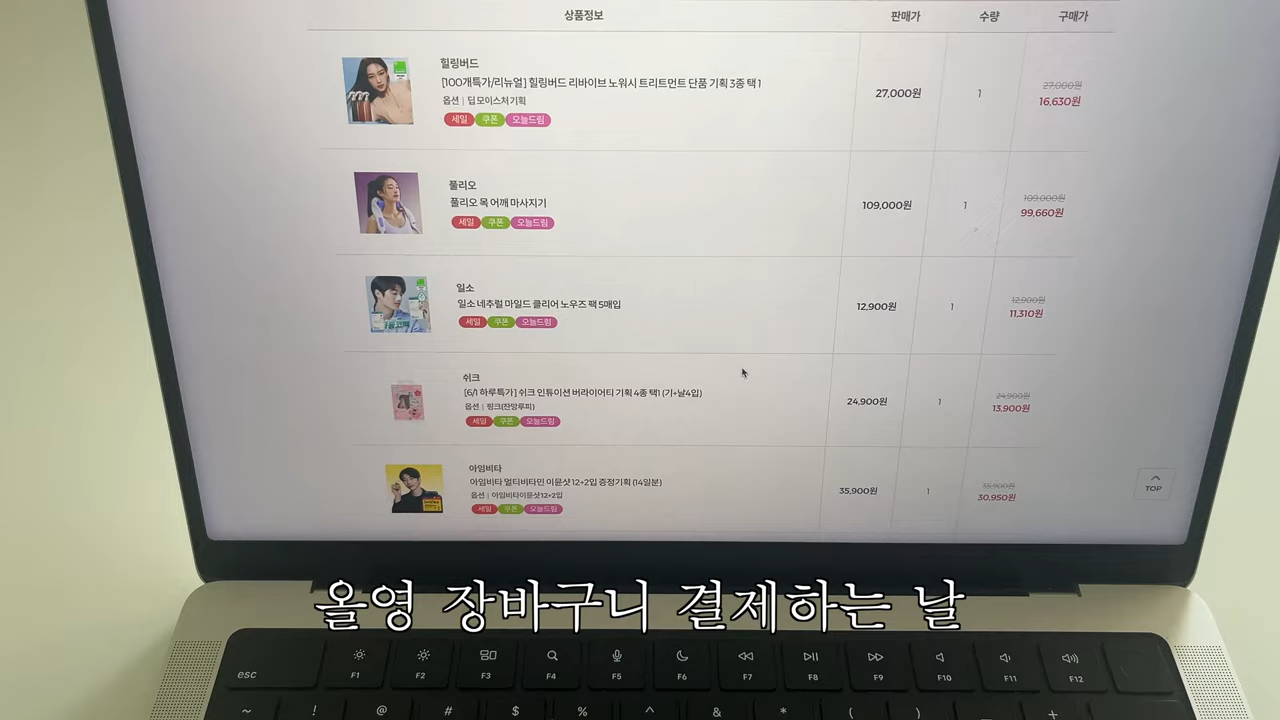 상품정보 판매가 수량 구매가
힐링버드
[100개특가/리뉴얼] 힐링버드 리바이브 노워시 트리트먼트 단품 기획 3종 택1
옵션 | 딥모이스처기획
세일 쿠폰 오늘드림
27,000원 1 27,000원
16,630원
풀리오
풀리오 목 어깨 마사지기
세일 쿠폰 오늘드림
109,000원 1 109,000원
99,660원
일소
일소 네추럴 마일드 클리어 노우즈 팩 5매입
세일 쿠폰 오늘드림
12,900원 1 12,900원
11,310원
쉬크
[6/1 하루특가] 쉬크 인튜이션 버라이어티 기획 4종 택1 (기+날4입)
옵션 | 핑크(잔망루피)
세일 쿠폰 오늘드림
24,900원 1 24,900원
13,900원
아임비타
아임비타 멀티비타민 이뮨샷 12+2입 증정기획 (14일분)
옵션 | 아임비타이뮨샷12+2입
세일 쿠폰 오늘드림
35,900원 1 35,900원
30,950원
TOP
올영 장바구니 결제하는 날
esc F1 F2 F3 F4 F5 F6 F7 F8 F9 F10 F11 F12
~ ! @ # $ % ^ & * ( ) _ +